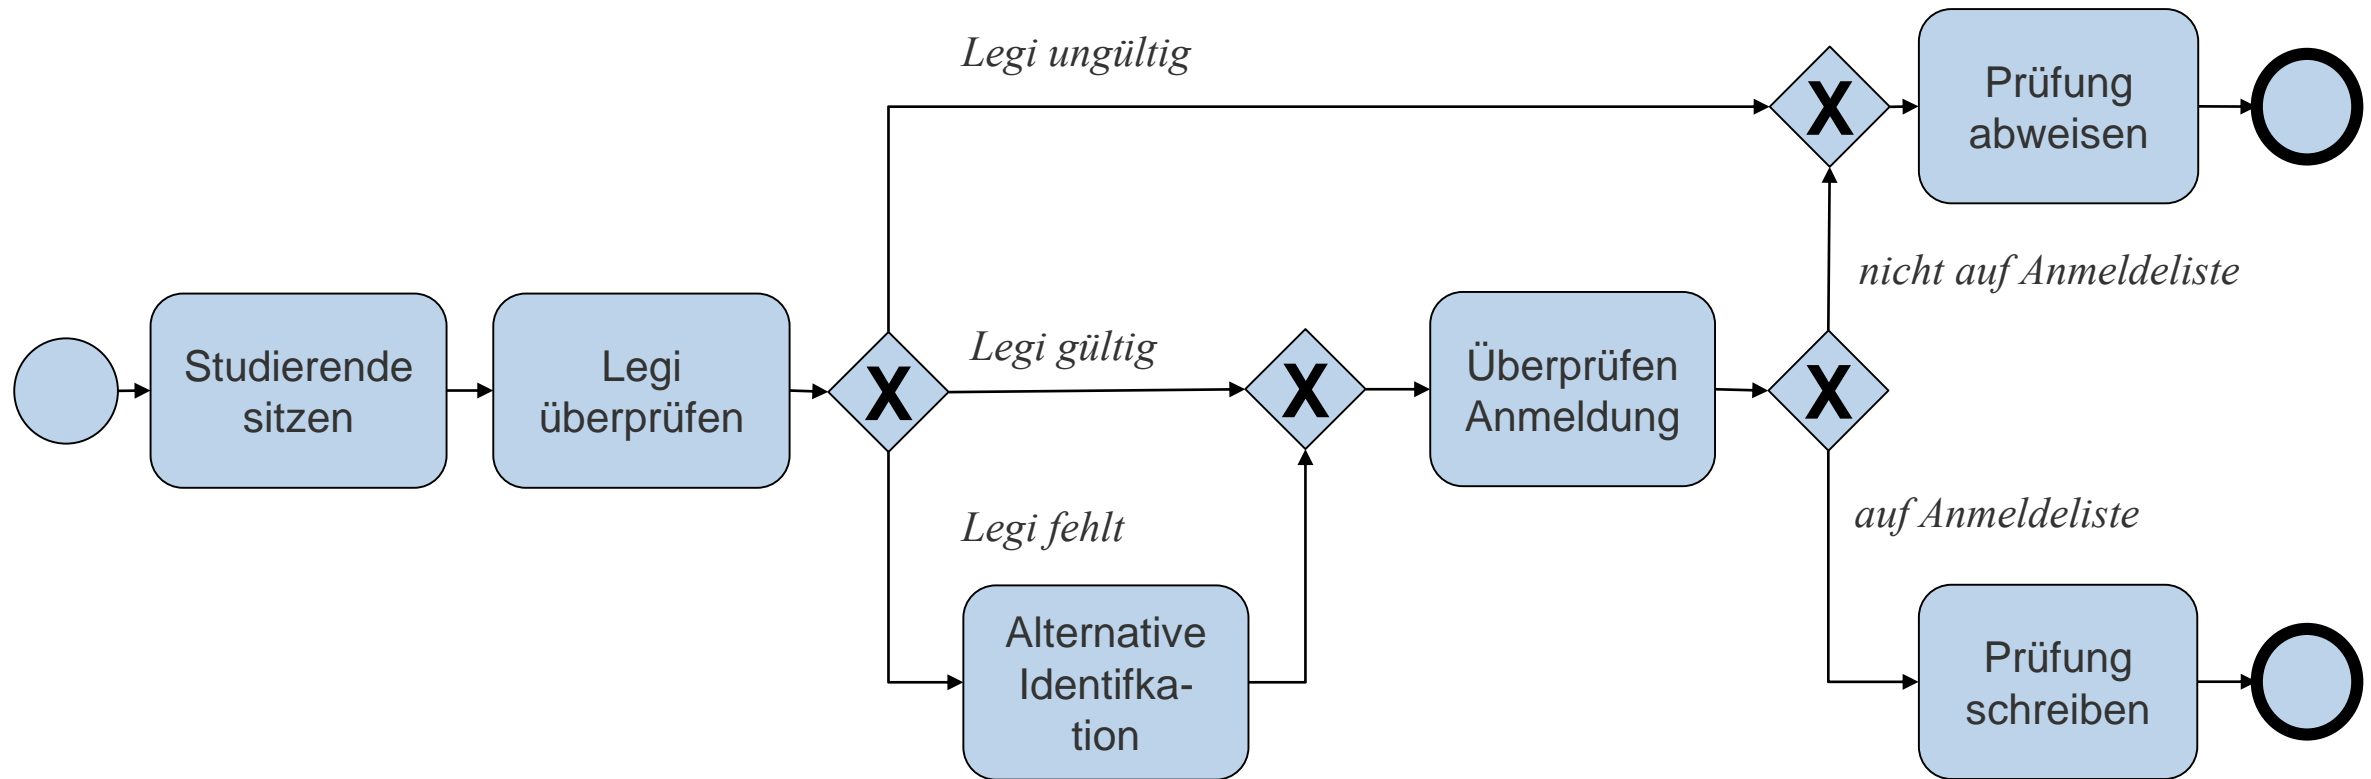 Legi ungültig
X
Prüfung
abweisen
nicht auf Anmeldeliste
Studierende
sitzen
Legi
überprüfen
X
Legi gültig
X
Überprüfen
Anmeldung
X
Legi fehlt
auf Anmeldeliste
Alternative
Identifka-
tion
Prüfung
schreiben